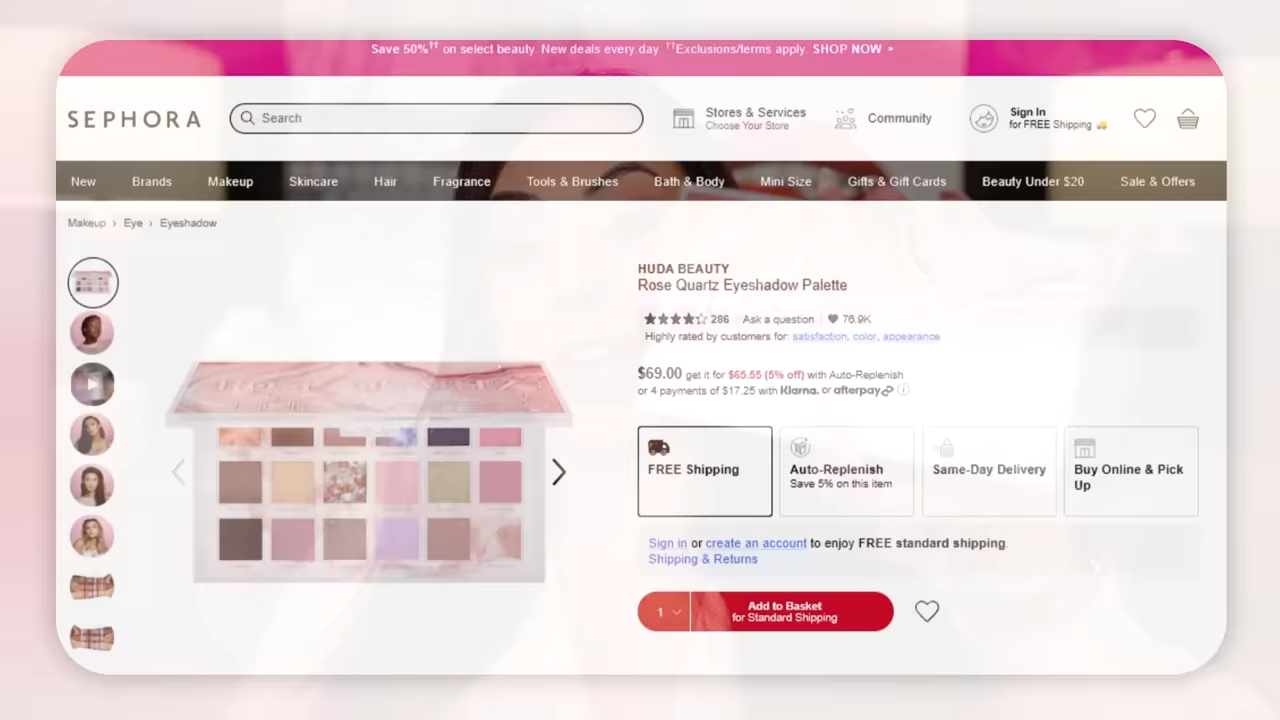 Save 50%†† on select beauty. New deals every day ††Exclusions/terms apply. SHOP NOW ▸
SEPHORA
Search
Stores & Services
Choose Your Store
Community
Sign In
for FREE Shipping 🚚
New Brands Makeup Skincare Hair Fragrance Tools & Brushes Bath & Body Mini Size Gifts & Gift Cards Beauty Under $20 Sale & Offers
Makeup › Eye › Eyeshadow
HUDA BEAUTY
Rose Quartz Eyeshadow Palette
286 Ask a question 76.9K
Highly rated by customers for: satisfaction, color, appearance
$69.00 get it for $65.55 (5% off) with Auto-Replenish
or 4 payments of $17.25 with Klarna. or afterpay
FREE Shipping
Auto-Replenish
Save 5% on this item
Same-Day Delivery
Buy Online & Pick
Up
Sign in or create an account to enjoy FREE standard shipping.
Shipping & Returns
1
Add to Basket
for Standard Shipping